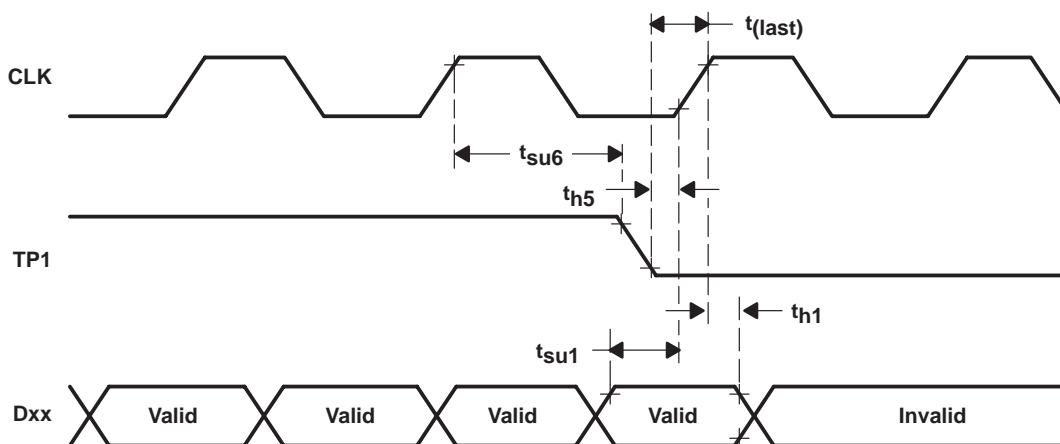 t(last)
CLK
tsu6
th5
TP1
th1
tsu1
Dxx
Valid
Valid
Valid
Valid
Invalid